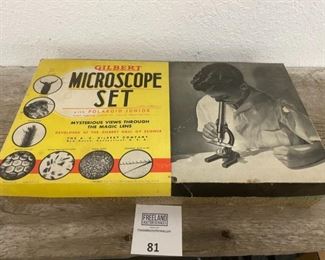 GILBERT
MICROSCOPE
SET
with POLAROID JUNIOR
MYSTERIOUS VIEWS THROUGH
THE MAGIC LENS
DEVELOPED AT THE GILBERT HALL OF SCIENCE
THE A. C. GILBERT COMPANY
FREELAND
81